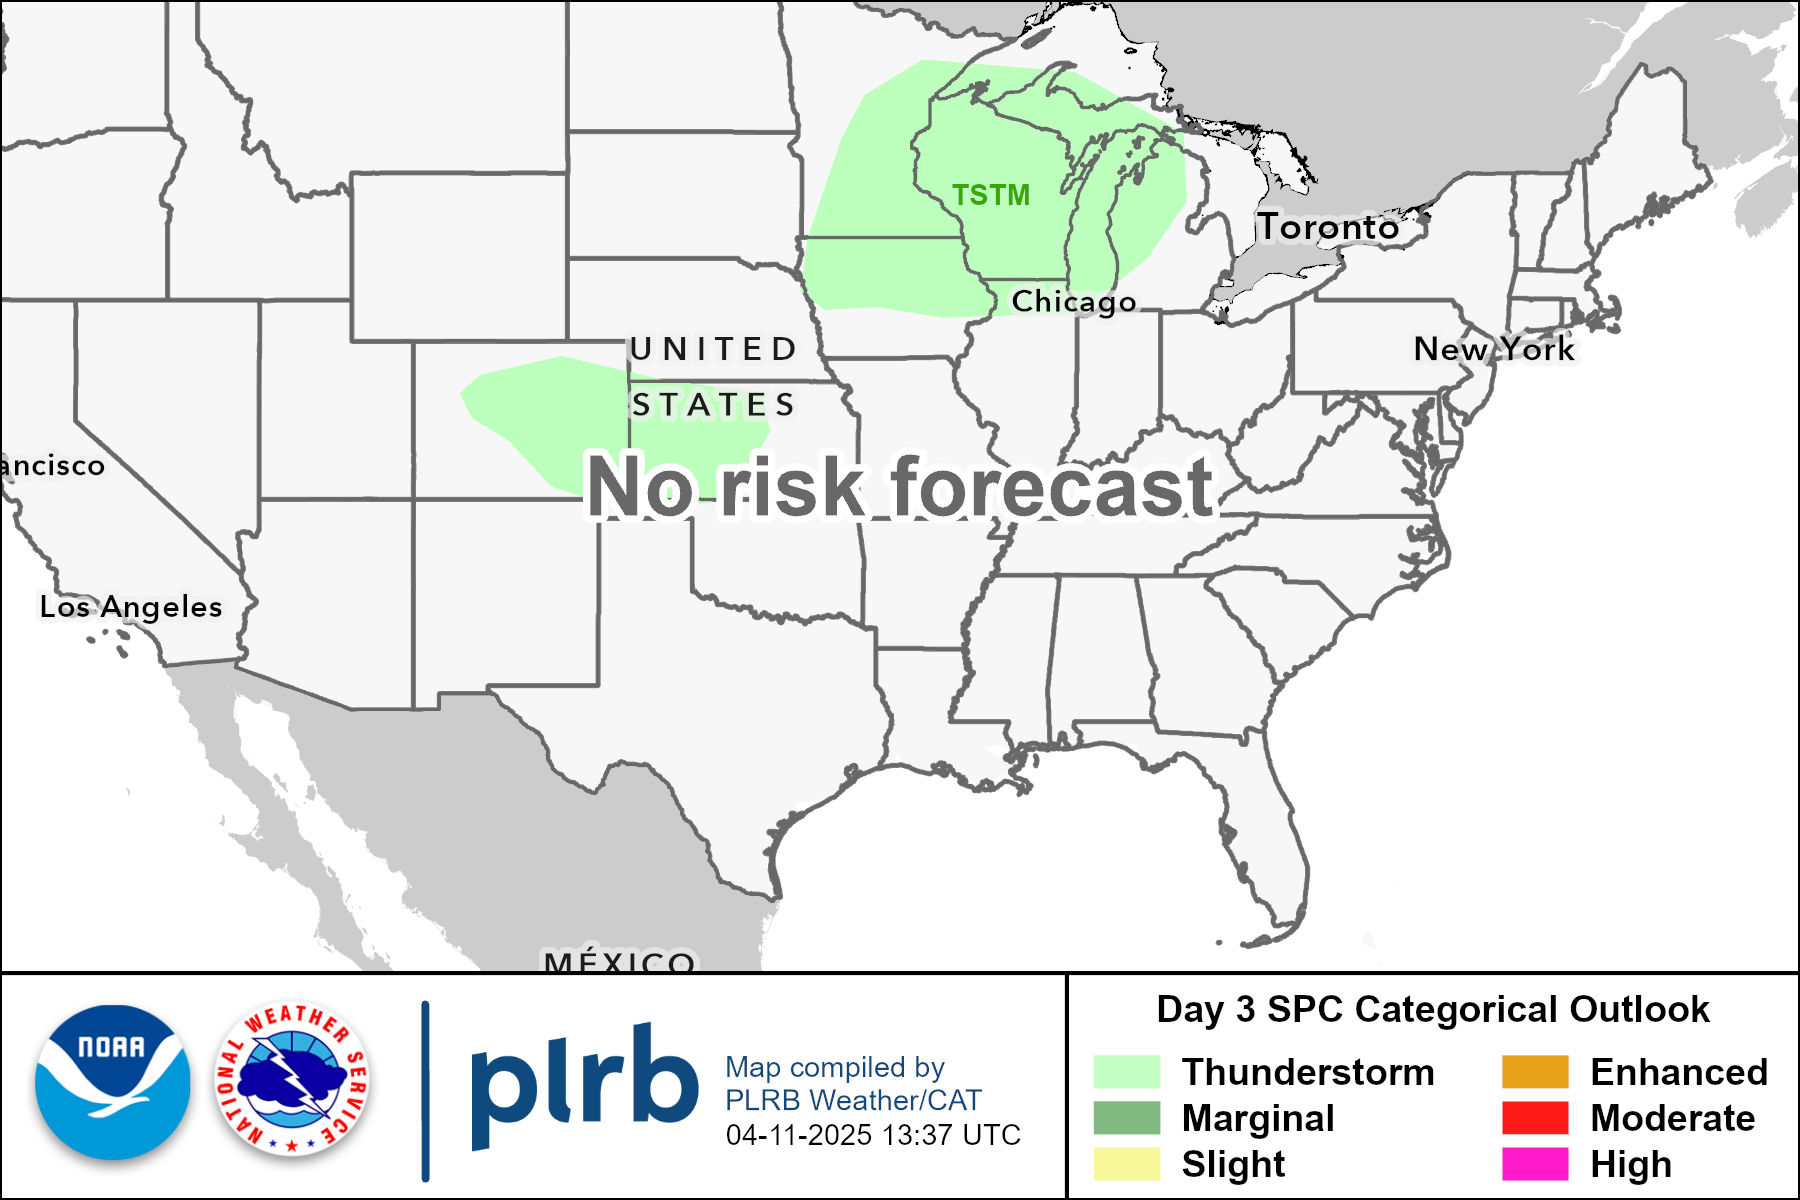 TSTM
Toronto
Chicago
UNITED
STATES
New York
ancisco
No risk forecast
Los Angeles
MÉXICO
NOAA
NATIONAL WEATHER SERVICE
plrb
Map compiled by
PLRB Weather/CAT
04-11-2025 13:37 UTC
Day 3 SPC Categorical Outlook
Thunderstorm
Enhanced
Marginal
Moderate
Slight
High